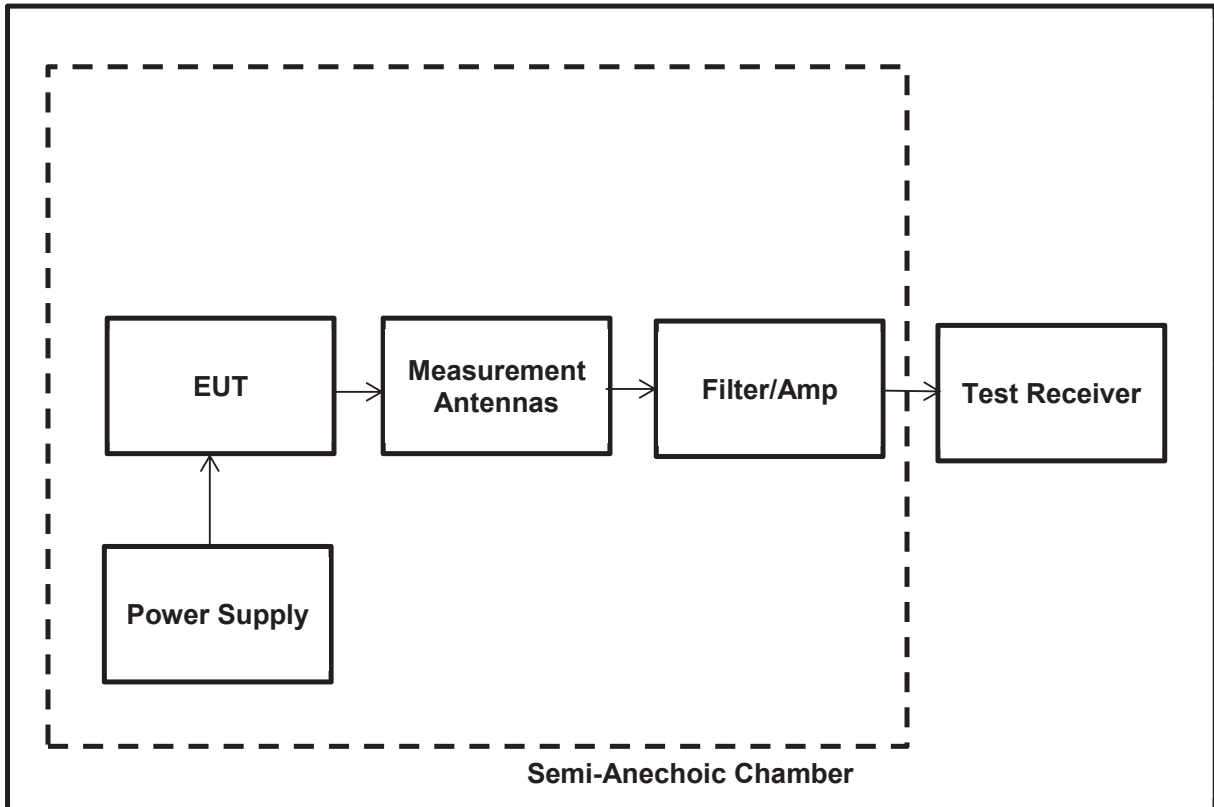 EUT
Measurement
Antennas
Filter/Amp
Test Receiver
Power Supply
Semi-Anechoic Chamber